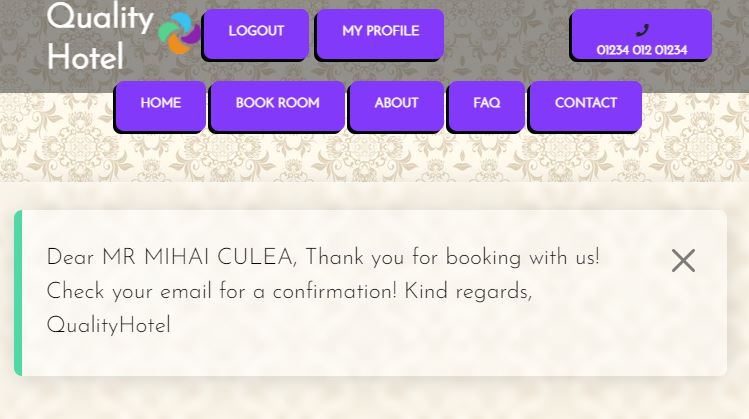 Quality
Hotel
LOGOUT
MY PROFILE
01234 012 01234
HOME
BOOK ROOM
ABOUT
FAQ
CONTACT
Dear MR MIHAI CULEA, Thank you for booking with us!
Check your email for a confirmation! Kind regards,
QualityHotel